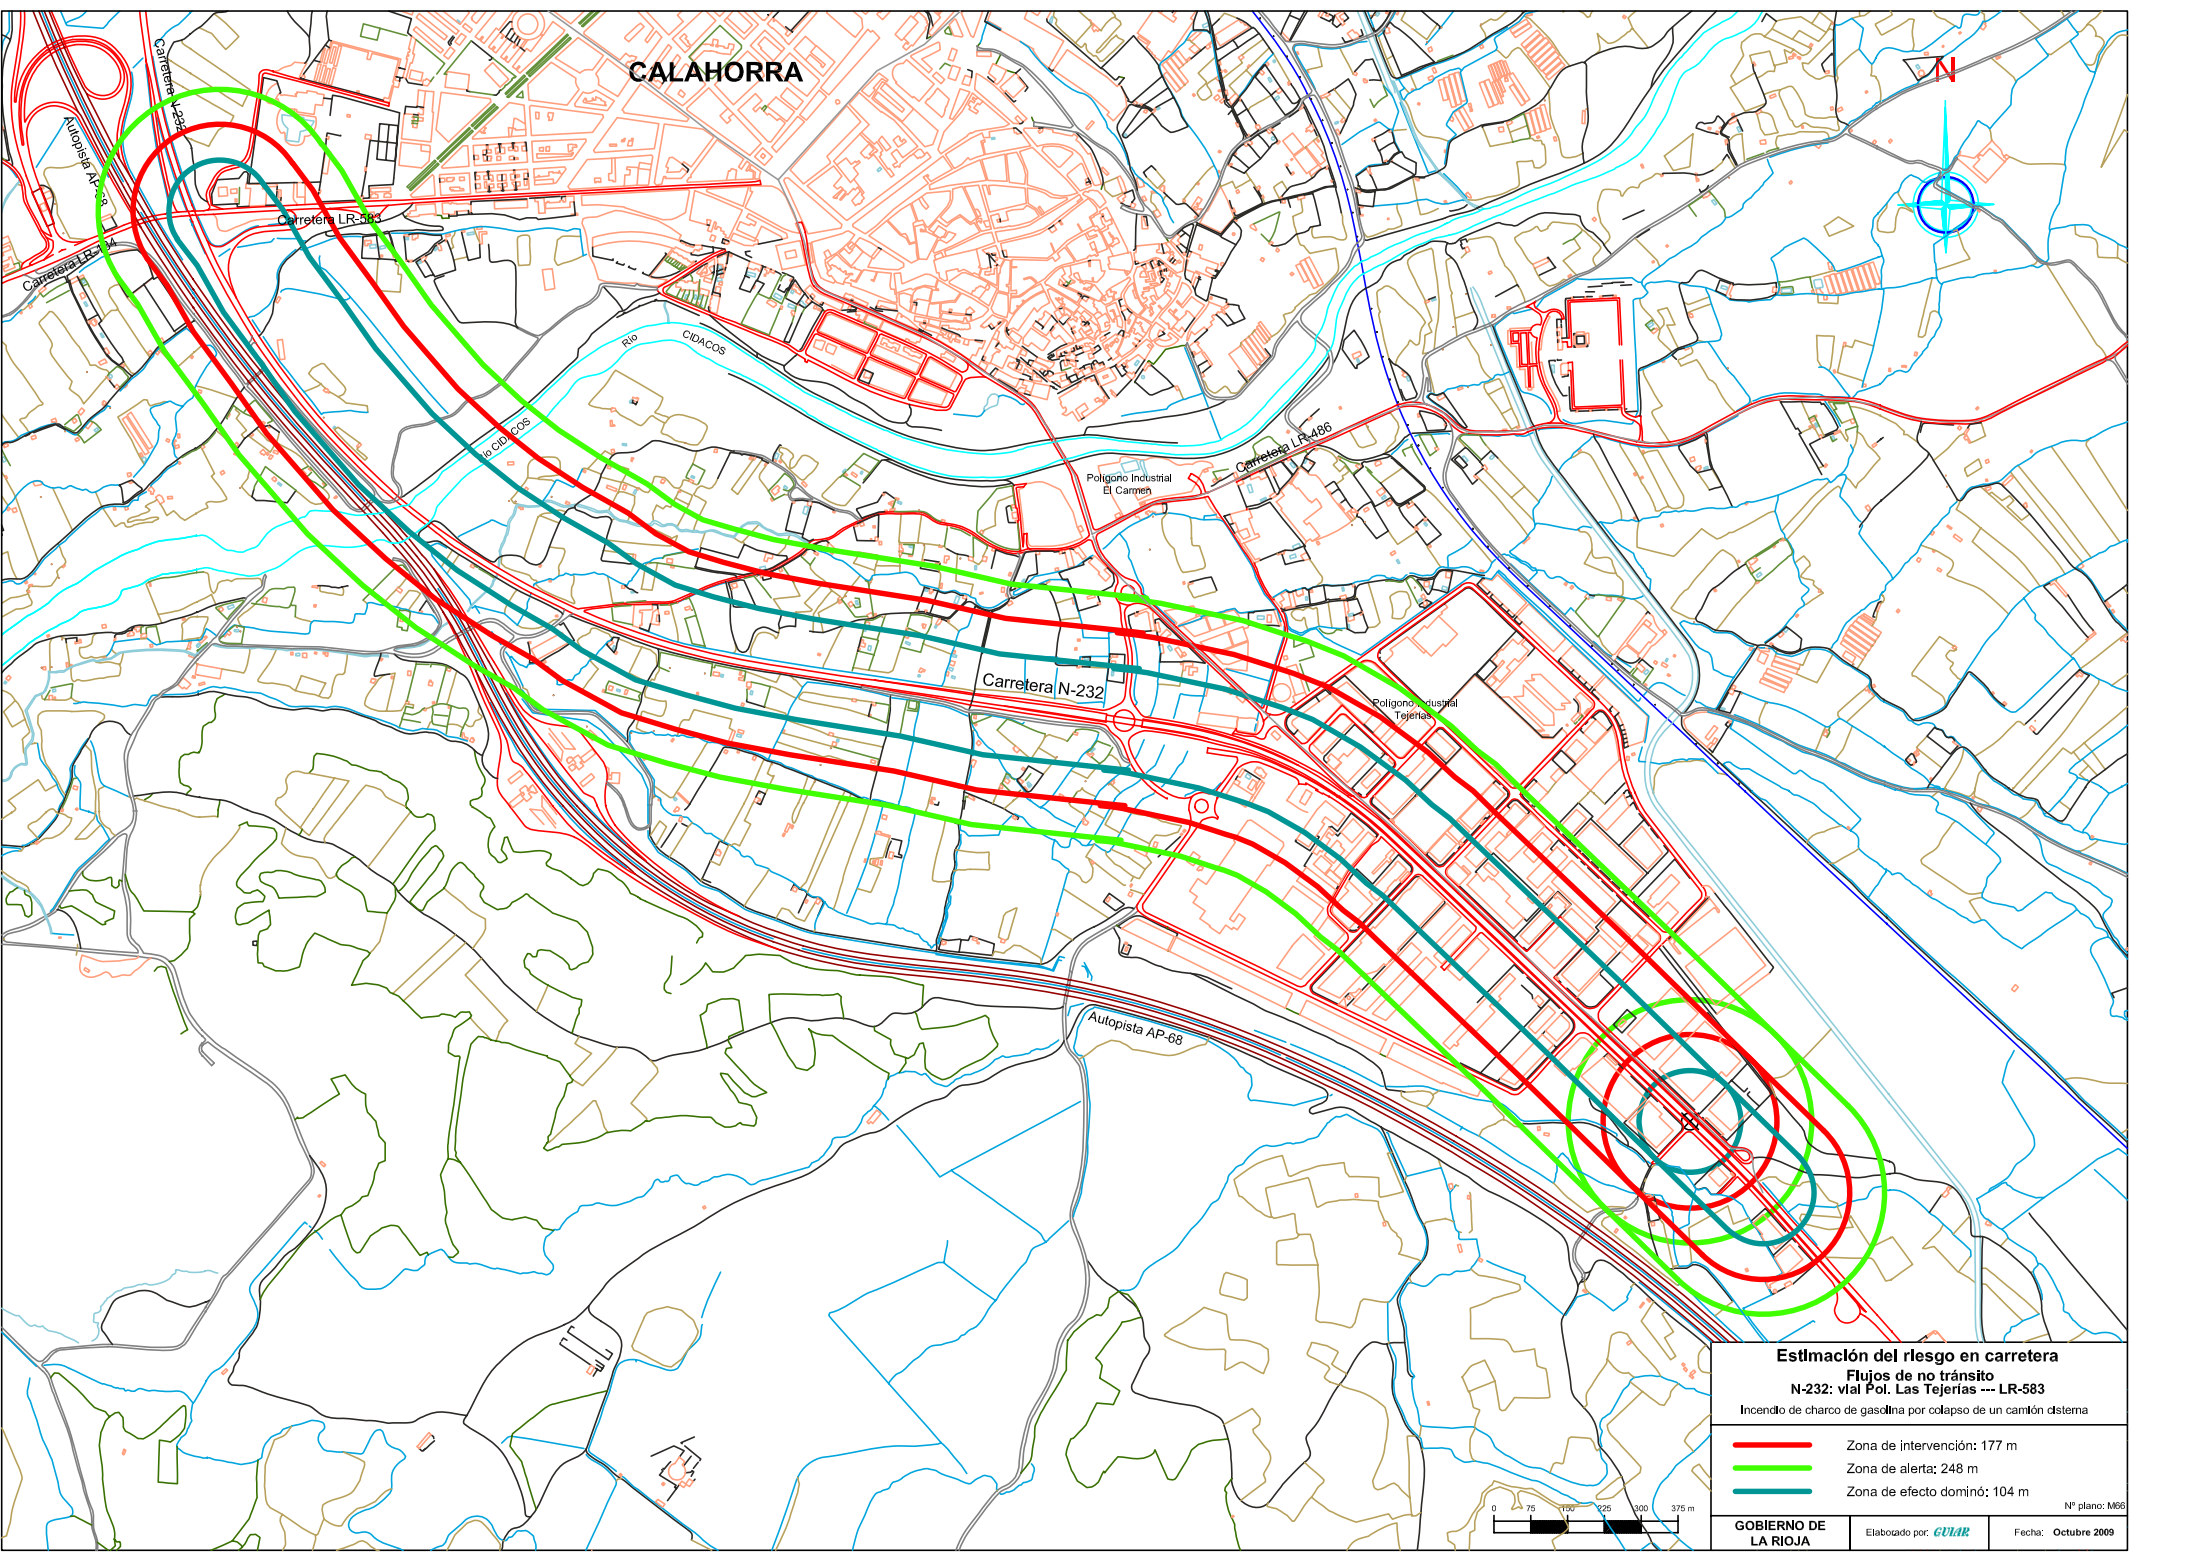 CALAHORRA
N
Carretera N-232
Autopista AP-68
Carretera LR-583
Carretera LR-134
Río
CIDACOS
Río CIDACOS
Carretera LR-486
Polígono Industrial
El Carmen
Carretera N-232
Polígono Industrial
Tejerías
Autopista AP-68
0 75 150 225 300 375 m
Estimación del riesgo en carretera
Flujos de no tránsito
N-232: vial Pol. Las Tejerías --- LR-583
Incendio de charco de gasolina por colapso de un camión cisterna
Zona de intervención: 177 m
Zona de alerta: 248 m
Zona de efecto dominó: 104 m
Nº plano: M66
GOBIERNO DE
LA RIOJA
Elaborado por: GUIAR
Fecha: Octubre 2009